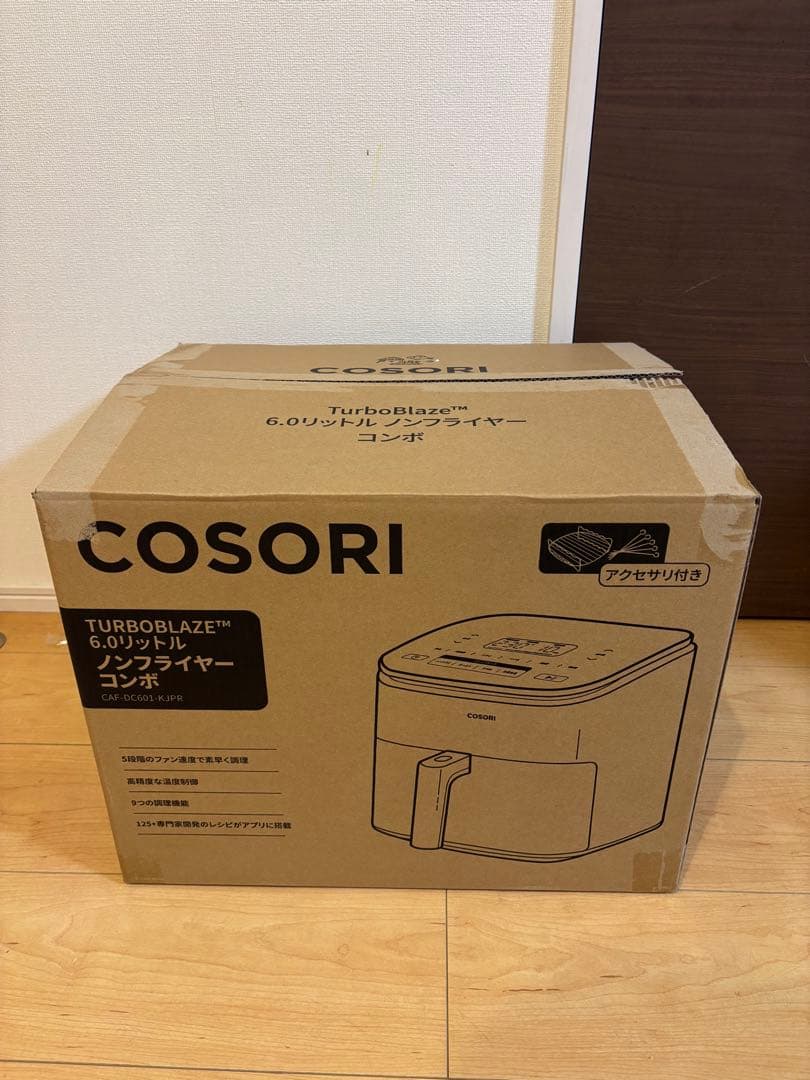 COSORI
TurboBlaze™
6.0リットル ノンフライヤー
コンボ
COSORI
アクセサリ付き
TURBOBLAZE™
6.0リットル
ノンフライヤー
コンボ
CAF-DC601-KJPR
COSORI
5段階のファン速度で素早く調理
高精度な温度制御
9つの調理機能
125+専門家開発のレシピがアプリに搭載